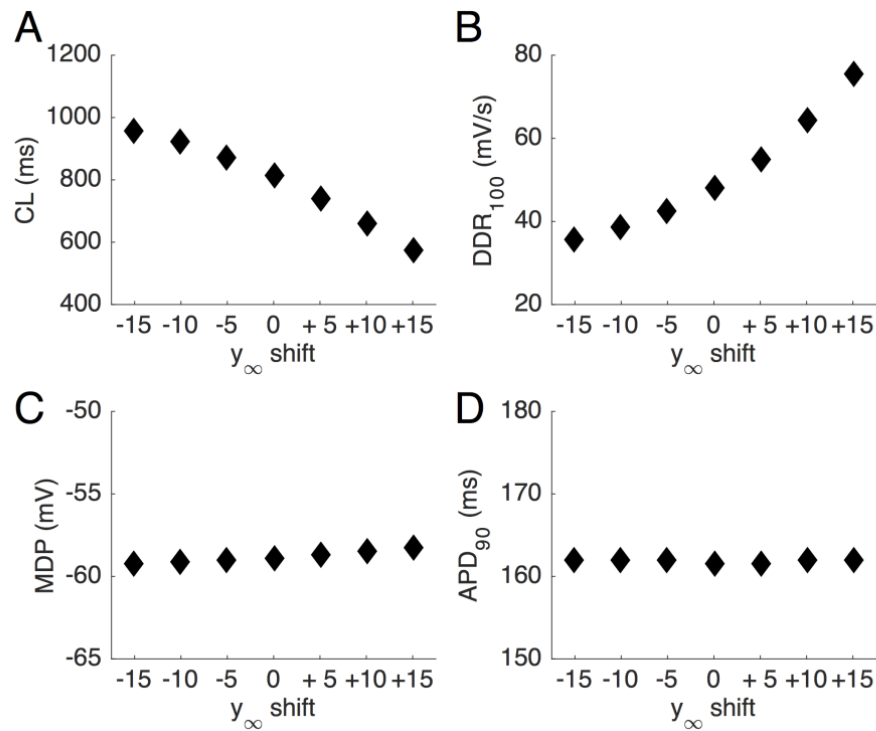 A
1200
1000
800
600
400
CL (ms)
-15 -10 -5 0 + 5 +10 +15
y∞ shift
B
80
60
40
20
DDR100 (mV/s)
-15 -10 -5 0 + 5 +10 +15
y∞ shift
C
-50
-55
-60
-65
MDP (mV)
-15 -10 -5 0 + 5 +10 +15
y∞ shift
D
180
170
160
150
APD90 (ms)
-15 -10 -5 0 + 5 +10 +15
y∞ shift